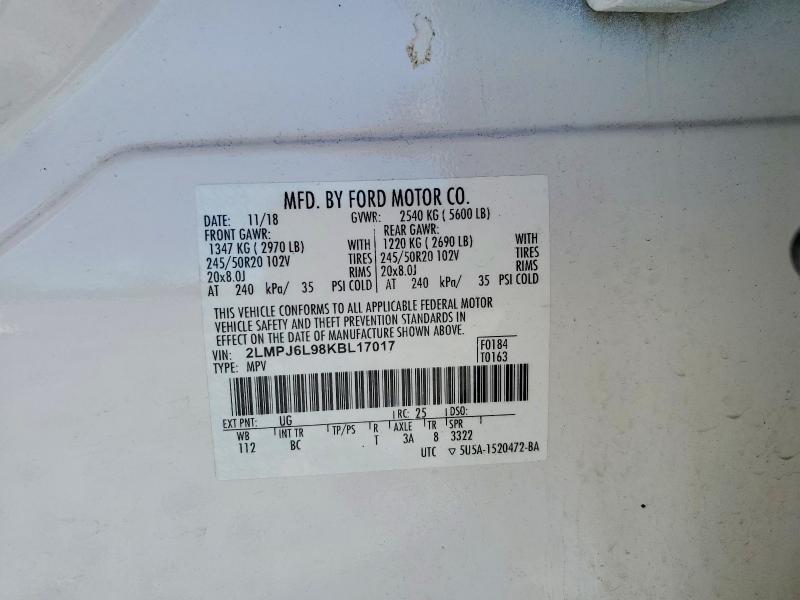 MFD. BY FORD MOTOR CO.
DATE: 11/18 GVWR: 2540 KG ( 5600 LB)
FRONT GAWR: REAR GAWR:
1347 KG ( 2970 LB) WITH 1220 KG ( 2690 LB) WITH
245/50R20 102V TIRES 245/50R20 102V TIRES
20x8.0J RIMS 20x8.0J RIMS
AT 240 kPa/ 35 PSI COLD AT 240 kPa/ 35 PSI COLD
THIS VEHICLE CONFORMS TO ALL APPLICABLE FEDERAL MOTOR
VEHICLE SAFETY AND THEFT PREVENTION STANDARDS IN
EFFECT ON THE DATE OF MANUFACTURE SHOWN ABOVE.
VIN: 2LMPJ6L98KBL17017 F0184
TYPE: MPV T0163
EXT PNT: UG RC: 25 DSO:
WB INT TR TP/PS R AXLE TR SPR
112 BC T 3A 8 3322
UTC ▽ 5U5A-1520472-BA